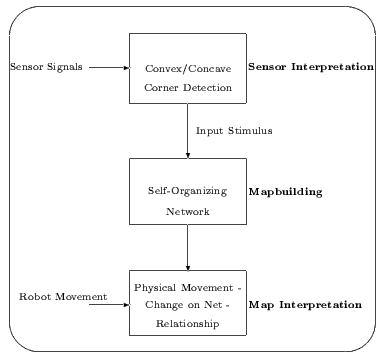 Sensor Signals
Convex/Concave
Corner Detection
Sensor Interpretation
Input Stimulus
Self-Organizing
Network
Mapbuilding
Robot Movement
Physical Movement -
Change on Net -
Relationship
Map Interpretation